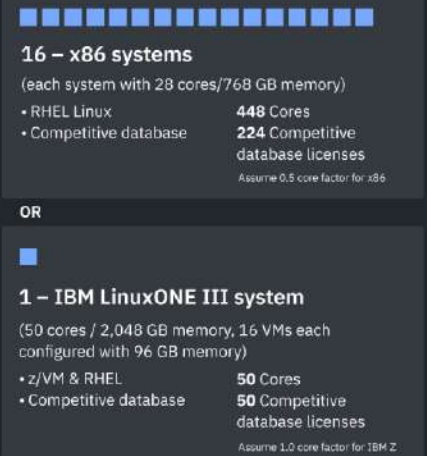 16 – x86 systems
(each system with 28 cores/768 GB memory)
• RHEL Linux
• Competitive database
448 Cores
224 Competitive
database licenses
Assume 0.5 core factor for x86
OR
1 – IBM LinuxONE III system
(50 cores / 2,048 GB memory, 16 VMs each
configured with 96 GB memory)
• z/VM & RHEL
• Competitive database
50 Cores
50 Competitive
database licenses
Assume 1.0 core factor for IBM Z